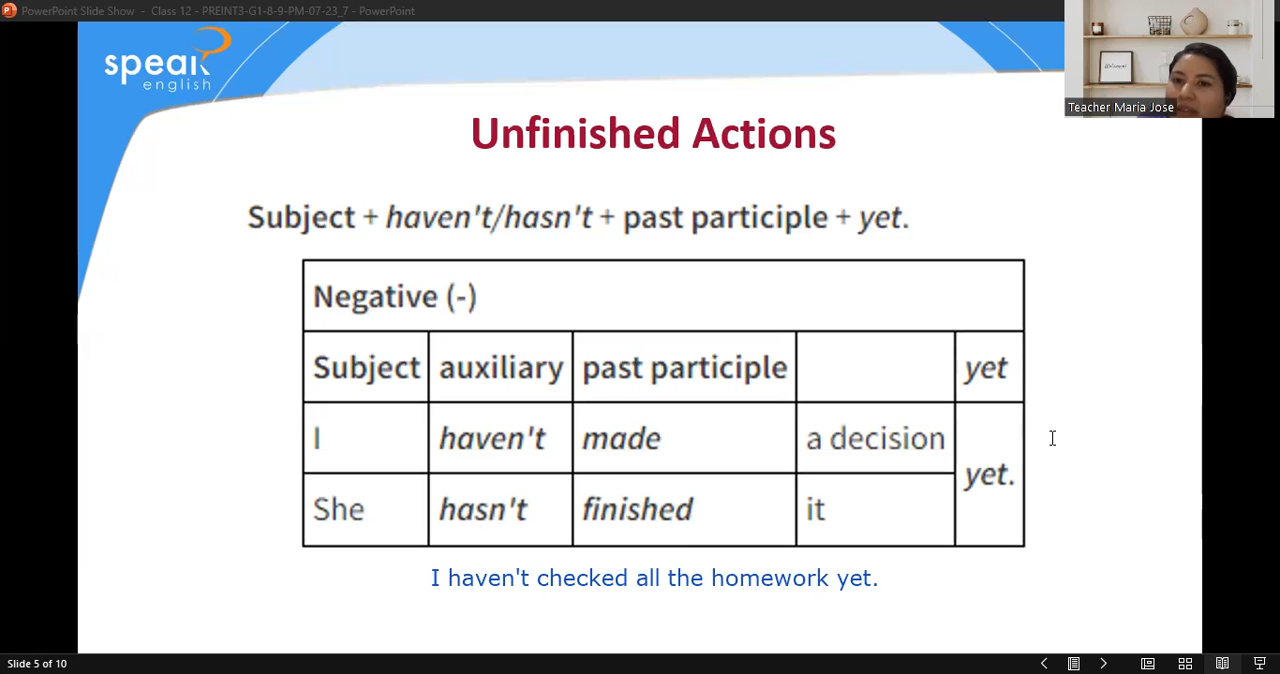 PowerPoint Slide Show - Class 12 - PREINT3-G1-8-9-PM-07-23_7 - PowerPoint
speak
english
Teacher Maria Jose
Unfinished Actions
Subject + haven't/hasn't + past participle + yet.
Negative (-)
Subject auxiliary past participle yet
I haven't made a decision
yet.
She hasn't finished it
I haven't checked all the homework yet.
Slide 5 of 10